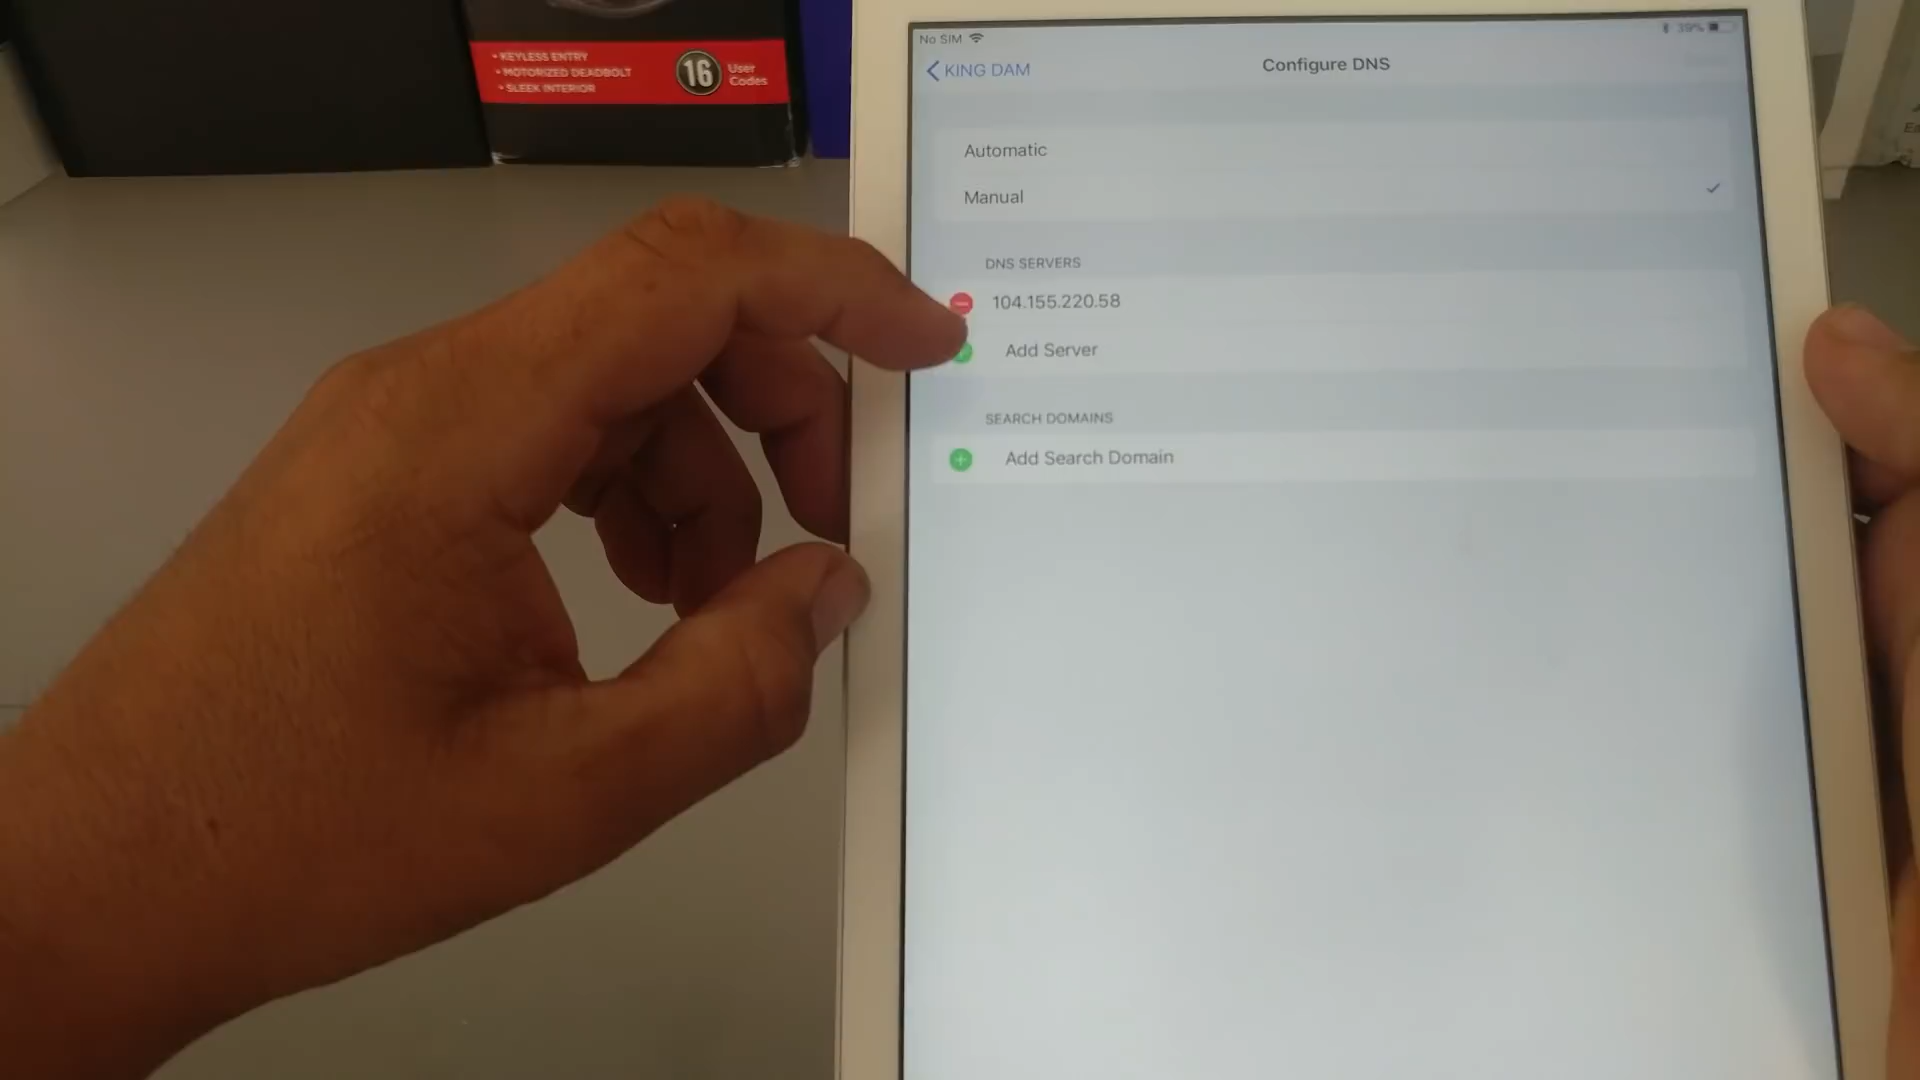 • KEYLESS ENTRY
• MOTORIZED DEADBOLT
• SLEEK INTERIOR
16
User
Codes
No SIM
39%
KING DAM
Configure DNS
Automatic
Manual
DNS SERVERS
104.155.220.58
Add Server
SEARCH DOMAINS
Add Search Domain